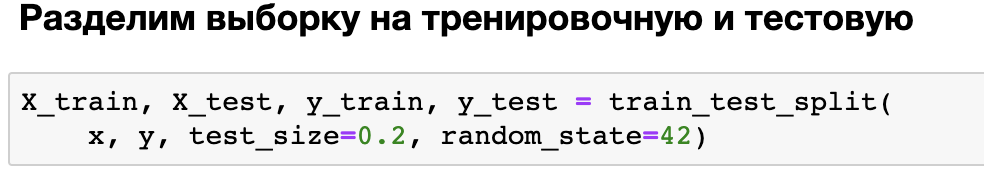 Разделим выборку на тренировочную и тестовую
X_train, X_test, y_train, y_test = train_test_split(
    x, y, test_size=0.2, random_state=42)